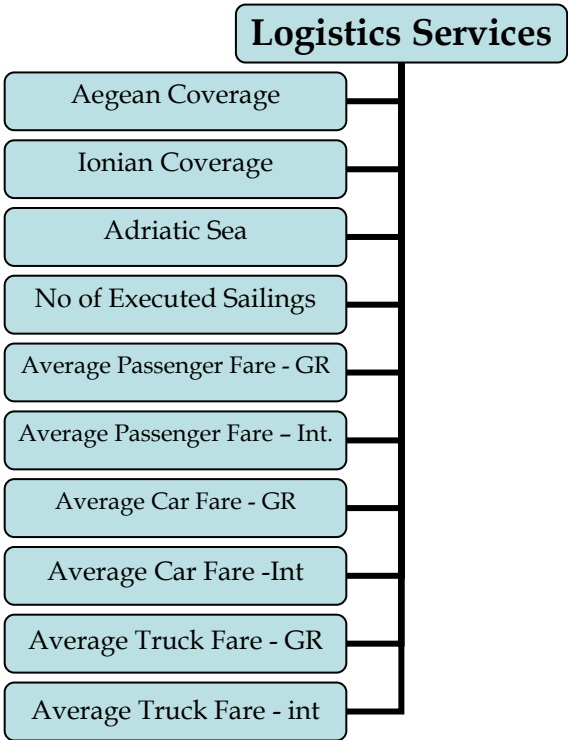 Logistics Services
Aegean Coverage
Ionian Coverage
Adriatic Sea
No of Executed Sailings
Average Passenger Fare - GR
Average Passenger Fare – Int.
Average Car Fare - GR
Average Car Fare -Int
Average Truck Fare - GR
Average Truck Fare - int